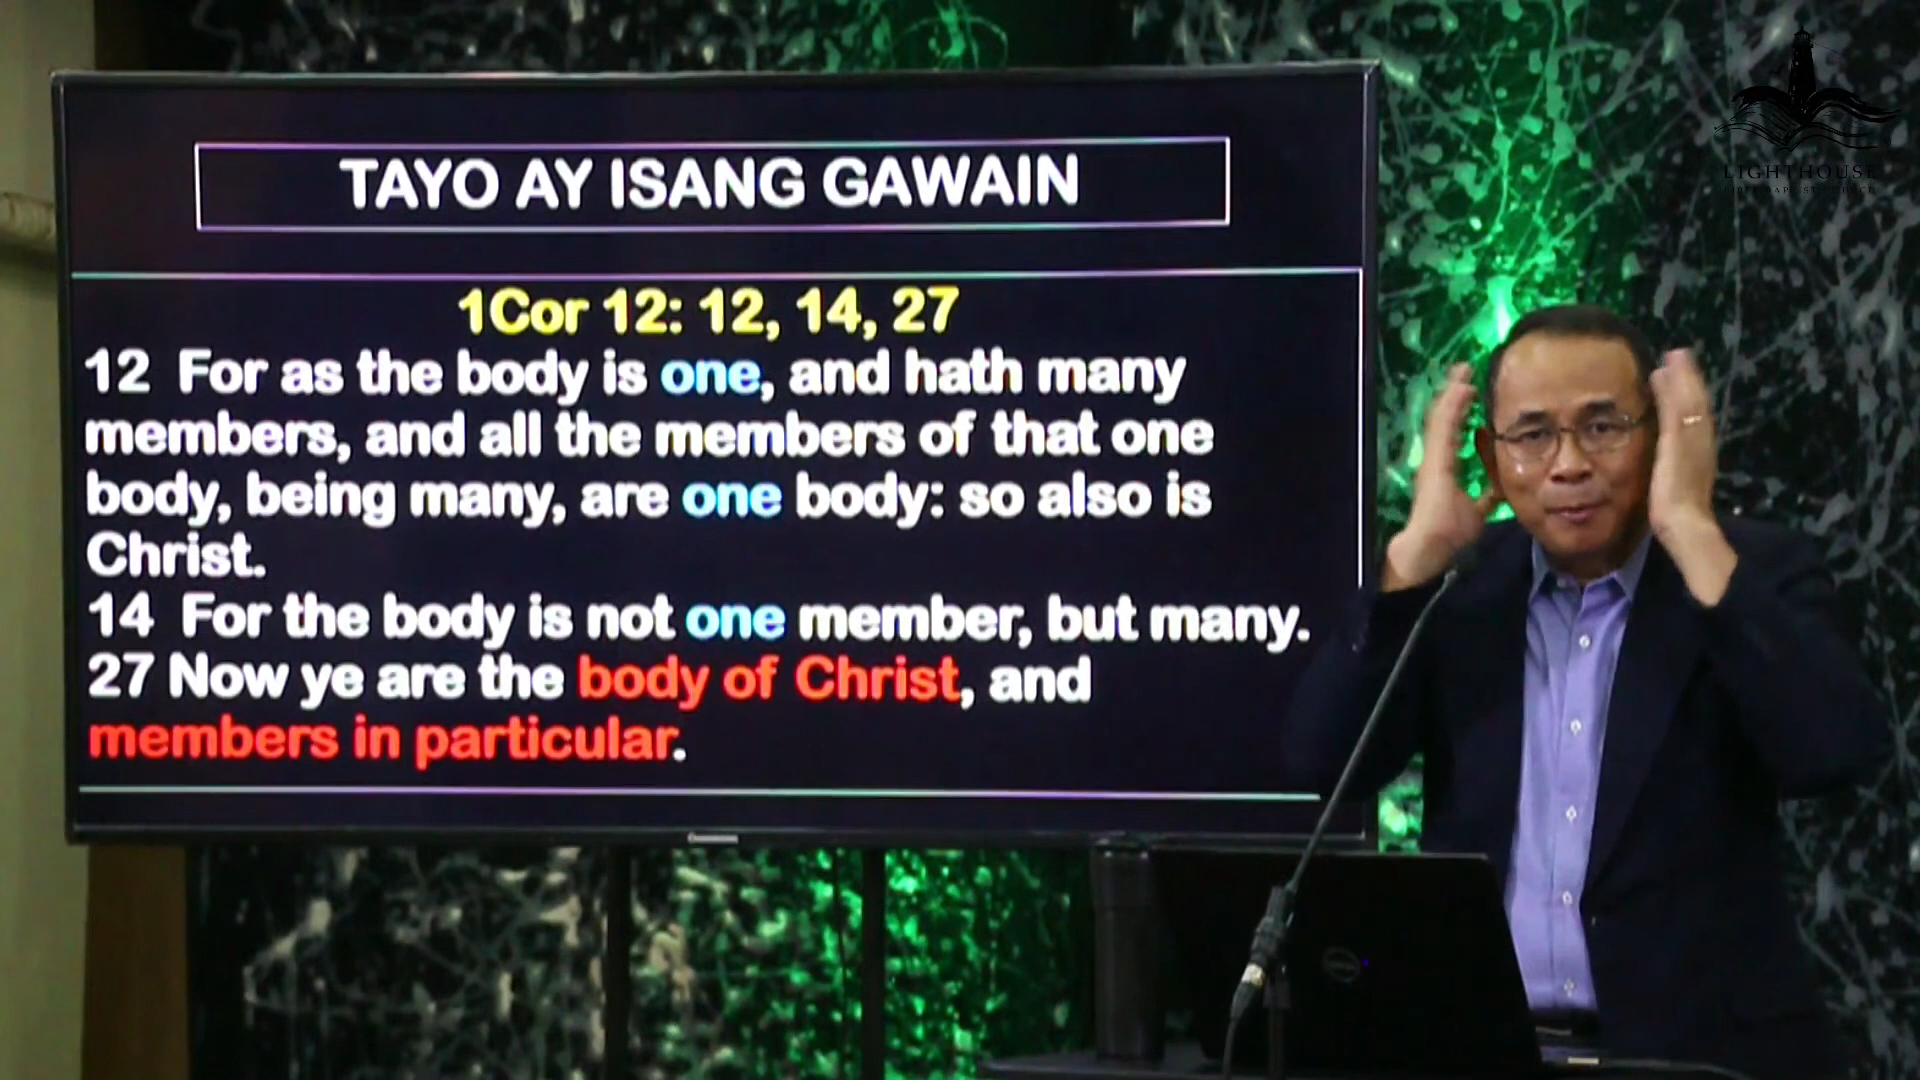 TAYO AY ISANG GAWAIN
1Cor 12: 12, 14, 27
12 For as the body is one, and hath many
members, and all the members of that one
body, being many, are one body: so also is
Christ.
14 For the body is not one member, but many.
27 Now ye are the body of Christ, and
members in particular.
LIGHTHOUSE